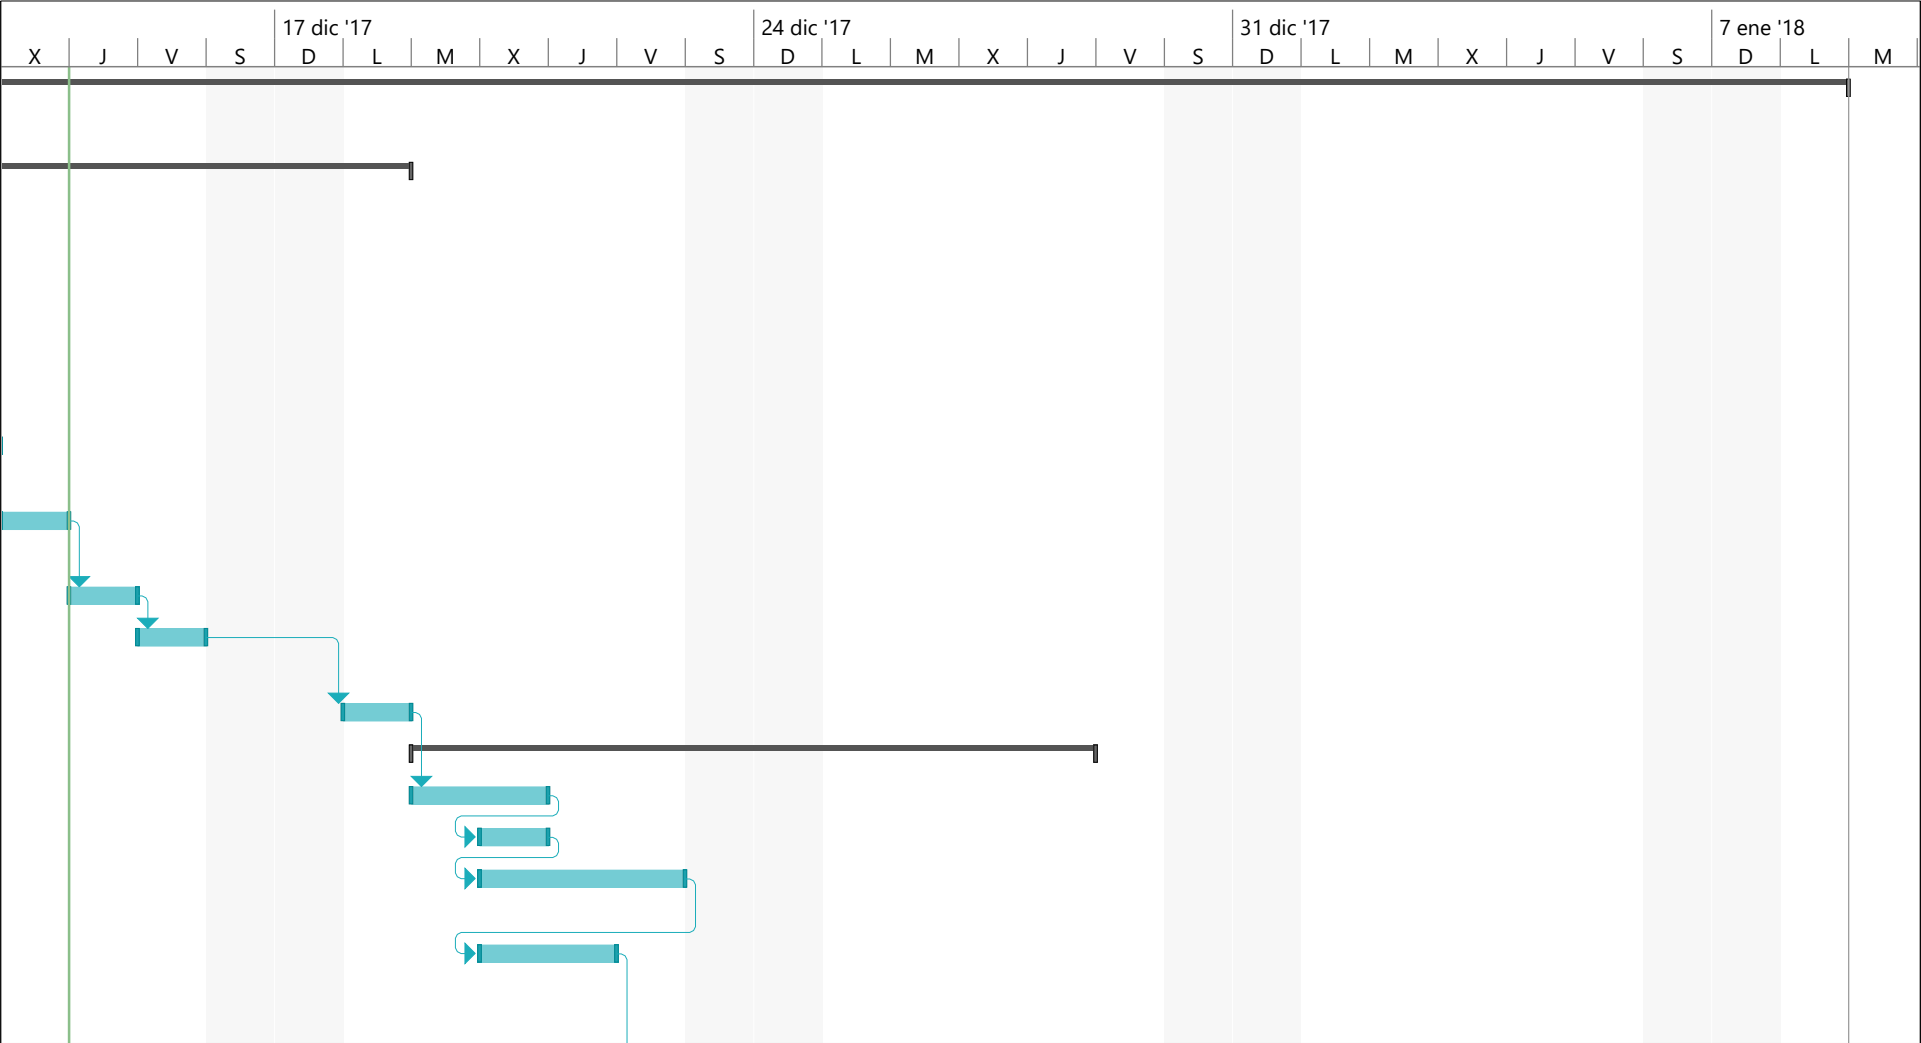 17 dic '17 24 dic '17 31 dic '17 7 ene '18
X J V S D L M X J V S D L M X J V S D L M X J V S D L M